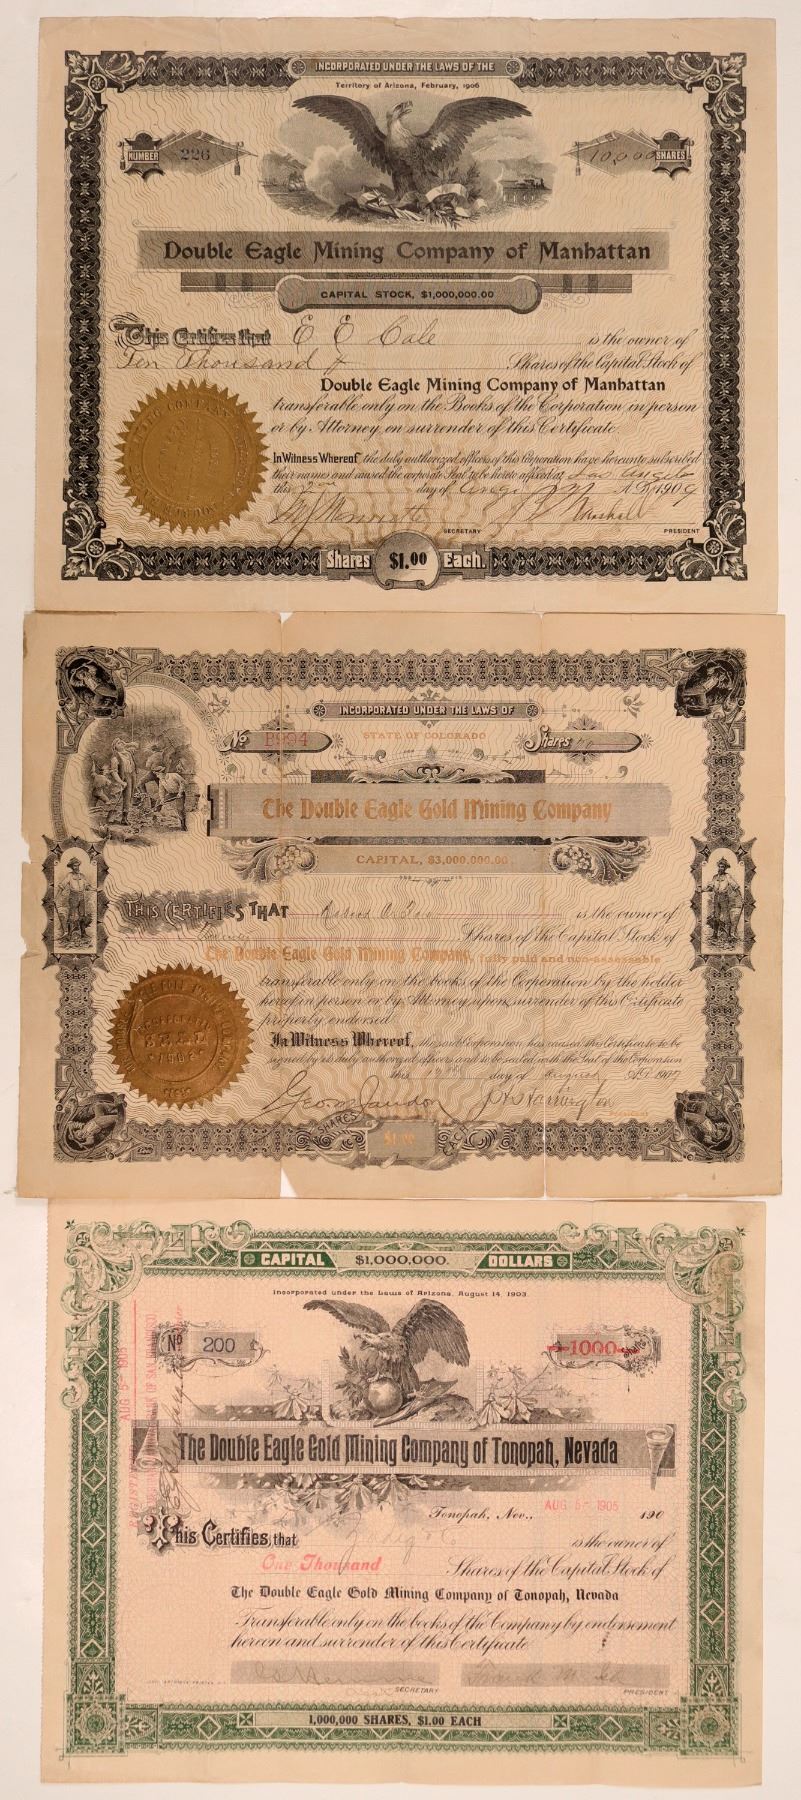 INCORPORATED UNDER THE LAWS OF THE
Territory of Arizona, February, 1906
NUMBER 226
10,000 SHARES
Double Eagle Mining Company of Manhattan
CAPITAL STOCK, $1,000,000.00
This Certifies that E E Cale is the owner of
Ten Thousand Shares of the Capital Stock of
Double Eagle Mining Company of Manhattan
transferable only on the Books of the Corporation in person
or by Attorney on surrender of this Certificate.
In Witness Whereof the duly authorized officers of this Corporation have hereunto subscribed
their names and caused the corporate Seal to be hereto affixed at Los Angeles
this 2nd day of A.D. 1909
Marshall
SECRETARY
PRESIDENT
Shares $1.00 Each.
INCORPORATED UNDER THE LAWS OF
STATE OF COLORADO
No
Shares
The Double Eagle Gold Mining Company
CAPITAL, $3,000,000.00.
THIS CERTIFIES THAT is the owner of
Shares of the Capital Stock of
The Double Eagle Gold Mining Company, fully paid and non-assessable
transferable only on the books of the Corporation by the holder
hereof in person or by Attorney upon surrender of this Certificate
properly endorsed.
In Witness Whereof, the said Corporation has caused this Certificate to be
signed by its duly authorized officers and to be sealed with the Seal of the Corporation
this day of August A.D. 1907
SHARES $1.00 EACH
CAPITAL $1,000,000. DOLLARS
Incorporated under the Laws of Arizona, August 14, 1903.
No 200
1000
The Double Eagle Gold Mining Company of Tonopah, Nevada
AUG 5- 1905
Tonopah, Nev., AUG 5- 1905 190
This Certifies that is the owner of
One Thousand Shares of the Capital Stock of
The Double Eagle Gold Mining Company of Tonopah, Nevada
Transferable only on the books of the Company by endorsement
hereon and surrender of this Certificate
SECRETARY
PRESIDENT
1,000,000 SHARES, $1.00 EACH